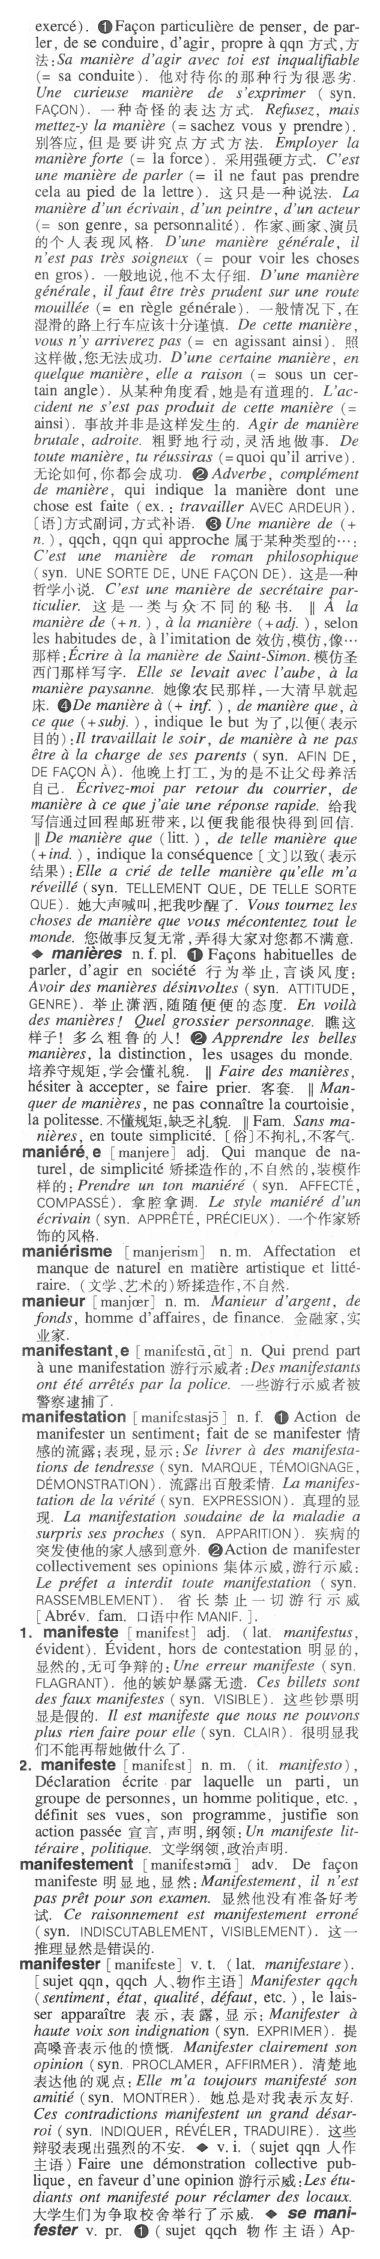 exercé). ❶Façon particulière de penser, de par-
ler, de se conduire, d'agir, propre à qqn 方式,方
法:Sa manière d'agir avec toi est inqualifiable
(= sa conduite). 他对待你的那种行为很恶劣.
Une curieuse manière de s'exprimer (syn.
FAÇON). 一种奇怪的表达方式. Refusez, mais
mettez-y la manière (= sachez vous y prendre).
别答应,但是要讲究点方式方法. Employer la
manière forte (= la force). 采用强硬方式. C'est
une manière de parler (= il ne faut pas prendre
cela au pied de la lettre). 这只是一种说法. La
manière d'un écrivain, d'un peintre, d'un acteur
(= son genre, sa personnalité). 作家、画家、演员
的个人表现风格. D'une manière générale, il
n'est pas très soigneux (= pour voir les choses
en gros). 一般地说,他不太仔细. D'une manière
générale, il faut être très prudent sur une route
mouillée (= en règle générale). 一般情况下,在
湿滑的路上行车应该十分谨慎. De cette manière,
vous n'y arriverez pas (= en agissant ainsi). 照
这样做,您无法成功. D'une certaine manière, en
quelque manière, elle a raison (= sous un cer-
tain angle). 从某种角度看,她是有道理的. L'ac-
cident ne s'est pas produit de cette manière (=
ainsi). 事故并非是这样发生的. Agir de manière
brutale, adroite. 粗野地行动,灵活地做事. De
toute manière, tu réussiras (=quoi qu'il arrive).
无论如何,你都会成功. ❷Adverbe, complément
de manière, qui indique la manière dont une
chose est faite (ex.: travailler AVEC ARDEUR).
〔语〕方式副词,方式补语. ❸Une manière de (+
n.), qqch, qqn qui approche 属于某种类型的…:
C'est une manière de roman philosophique
(syn. UNE SORTE DE, UNE FAÇON DE). 这是一种
哲学小说. C'est une manière de secrétaire par-
ticulier. 这是一类与众不同的秘书. ‖ À la
manière de (+n.), à la manière (+adj.), selon
les habitudes de, à l'imitation de 效仿,模仿,像…
那样:Écrire à la manière de Saint-Simon. 模仿圣
西门那样写字. Elle se levait avec l'aube, à la
manière paysanne. 她像农民那样,一大清早就起
床. ❹De manière à (+ inf.), de manière que, à
ce que (+subj.), indique le but 为了,以便(表示
目的):Il travaillait le soir, de manière à ne pas
être à la charge de ses parents (syn. AFIN DE,
DE FAÇON À). 他晚上打工,为的是不让父母养活
自己. Écrivez-moi par retour du courrier, de
manière à ce que j'aie une réponse rapide. 给我
写信通过回程邮班带来,以便我能很快得到回信.
‖ De manière que (litt.), de telle manière que
(+ind.), indique la conséquence〔文〕以致(表示
结果):Elle a crié de telle manière qu'elle m'a
réveillé (syn. TELLEMENT QUE, DE TELLE SORTE
QUE). 她大声喊叫,把我吵醒了. Vous tournez les
choses de manière que vous mécontentez tout le
monde. 您做事反复无常,弄得大家对您都不满意.
◆ manières n. f. pl. ❶ Façons habituelles de
parler, d'agir en société 行为举止,言谈风度:
Avoir des manières désinvoltes (syn. ATTITUDE,
GENRE). 举止潇洒,随随便便的态度. En voilà
des manières! Quel grossier personnage. 瞧这
样子! 多么粗鲁的人! ❷ Apprendre les belles
manières, la distinction, les usages du monde.
培养守规矩,学会懂礼貌. ‖ Faire des manières,
hésiter à accepter, se faire prier. 客套. ‖ Man-
quer de manières, ne pas connaître la courtoisie,
la politesse. 不懂规矩,缺乏礼貌. ‖ Fam. Sans ma-
nières, en toute simplicité.〔俗〕不拘礼,不客气.
maniéré, e [manjere] adj. Qui manque de na-
turel, de simplicité 矫揉造作的,不自然的,装模作
样的:Prendre un ton maniéré (syn. AFFECTÉ,
COMPASSÉ). 拿腔拿调. Le style maniéré d'un
écrivain (syn. APPRÊTÉ, PRÉCIEUX). 一个作家矫
饰的风格.
maniérisme [manjerism] n. m. Affectation et
manque de naturel en matière artistique et litté-
raire. (文学、艺术的)矫揉造作,不自然.
manieur [manjœr] n. m. Manieur d'argent, de
fonds, homme d'affaires, de finance. 金融家,实
业家.
manifestant, e [manifɛstɑ̃, ɑ̃t] n. Qui prend part
à une manifestation 游行示威者:Des manifestants
ont été arrêtés par la police. 一些游行示威者被
警察逮捕了.
manifestation [manifɛstasjɔ̃] n. f. ❶ Action de
manifester un sentiment; fait de se manifester 情
感的流露;表现,显示:Se livrer à des manifesta-
tions de tendresse (syn. MARQUE, TÉMOIGNAGE,
DÉMONSTRATION). 流露出百般柔情. La manifes-
tation de la vérité (syn. EXPRESSION). 真理的显
现. La manifestation soudaine de la maladie a
surpris ses proches (syn. APPARITION). 疾病的
突发使他的家人感到意外. ❷Action de manifester
collectivement ses opinions 集体示威,游行示威:
Le préfet a interdit toute manifestation (syn.
RASSEMBLEMENT). 省长禁止一切游行示威
[Abrév. fam. 口语中作 MANIF.].
1. manifeste [manifɛst] adj. (lat. manifestus,
évident). Évident, hors de contestation 明显的,
显然的,无可争辩的:Une erreur manifeste (syn.
FLAGRANT). 他的嫉妒暴露无遗. Ces billets sont
des faux manifestes (syn. VISIBLE). 这些钞票明
显是假的. Il est manifeste que nous ne pouvons
plus rien faire pour elle (syn. CLAIR). 很明显我
们不能再帮她做什么了.
2. manifeste [manifɛst] n. m. (it. manifesto),
Déclaration écrite par laquelle un parti, un
groupe de personnes, un homme politique, etc.,
définit ses vues, son programme, justifie son
action passée 宣言,声明,纲领:Un manifeste lit-
téraire, politique. 文学纲领,政治声明.
manifestement [manifɛstəmɑ̃] adv. De façon
manifeste 明显地,显然:Manifestement, il n'est
pas prêt pour son examen. 显然他没有准备好考
试. Ce raisonnement est manifestement erroné
(syn. INDISCUTABLEMENT, VISIBLEMENT). 这一
推理显然是错误的.
manifester [manifɛste] v. t. (lat. manifestare).
[sujet qqn, qqch 人、物作主语] Manifester qqch
(sentiment, état, qualité, défaut, etc.), le lais-
ser apparaître 表示,表露,显示:Manifester à
haute voix son indignation (syn. EXPRIMER). 提
高嗓音表示他的愤慨. Manifester clairement son
opinion (syn. PROCLAMER, AFFIRMER). 清楚地
表达他的观点:Elle m'a toujours manifesté son
amitié (syn. MONTRER). 她总是对我表示友好.
Ces contradictions manifestent un grand désar-
roi (syn. INDIQUER, RÉVÉLER, TRADUIRE). 这些
辩驳表现出强烈的不安. ◆ v. i. (sujet qqn 人作
主语) Faire une démonstration collective pub-
lique, en faveur d'une opinion 游行示威:Les étu-
diants ont manifesté pour réclamer des locaux.
大学生们为争取校舍举行了示威. ◆ se mani-
fester v. pr. ❶ (sujet qqch 物作主语) Ap-